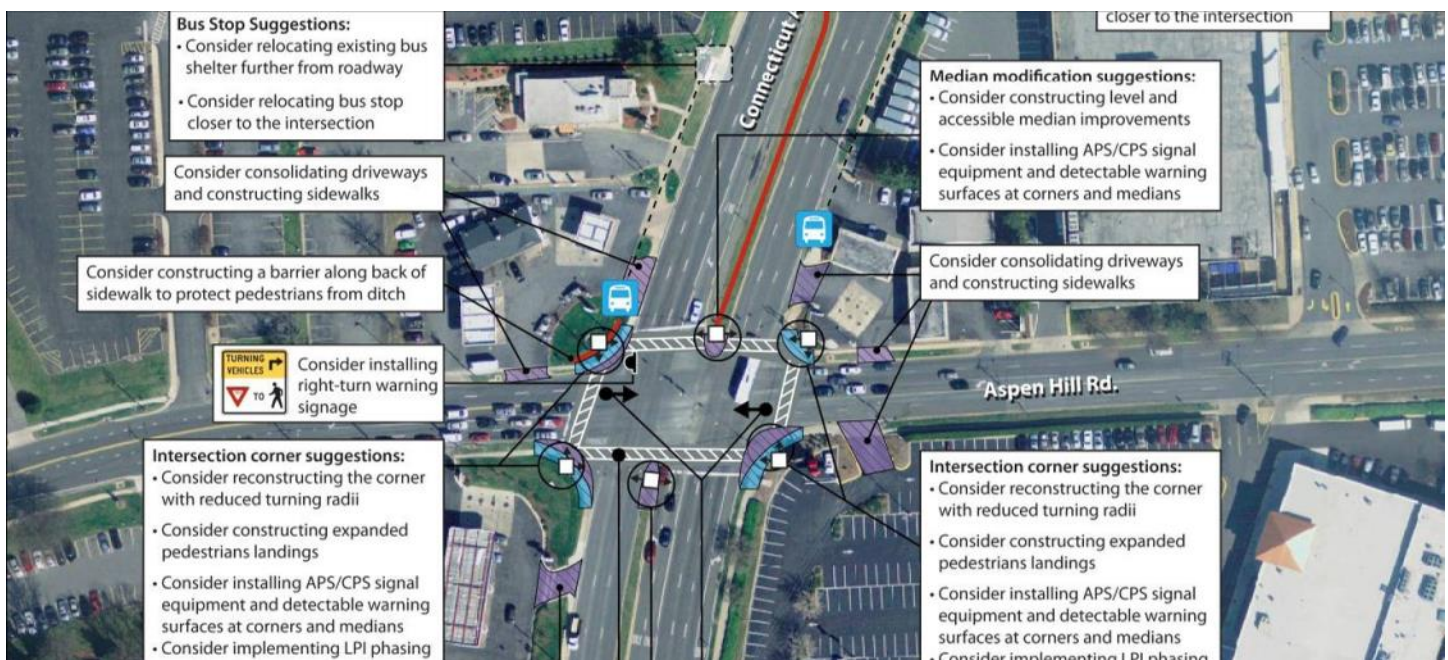 Bus Stop Suggestions:
• Consider relocating existing bus
shelter further from roadway
• Consider relocating bus stop
closer to the intersection
closer to the intersection
Connecticut
Median modification suggestions:
• Consider constructing level and
accessible median improvements
• Consider installing APS/CPS signal
equipment and detectable warning
surfaces at corners and medians
Consider consolidating driveways
and constructing sidewalks
Consider constructing a barrier along back of
sidewalk to protect pedestrians from ditch
Consider consolidating driveways
and constructing sidewalks
TURNING
VEHICLES
TO
Consider installing
right-turn warning
signage
Aspen Hill Rd.
Intersection corner suggestions:
• Consider reconstructing the corner
with reduced turning radii
• Consider constructing expanded
pedestrians landings
• Consider installing APS/CPS signal
equipment and detectable warning
surfaces at corners and medians
• Consider implementing LPI phasing
Intersection corner suggestions:
• Consider reconstructing the corner
with reduced turning radii
• Consider constructing expanded
pedestrians landings
• Consider installing APS/CPS signal
equipment and detectable warning
surfaces at corners and medians
• Consider implementing LPI phasing